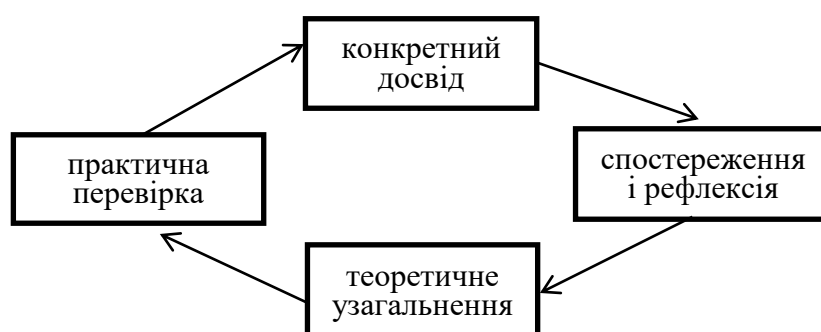 конкретний
досвід
практична
перевірка
спостереження
і рефлексія
теоретичне
узагальнення